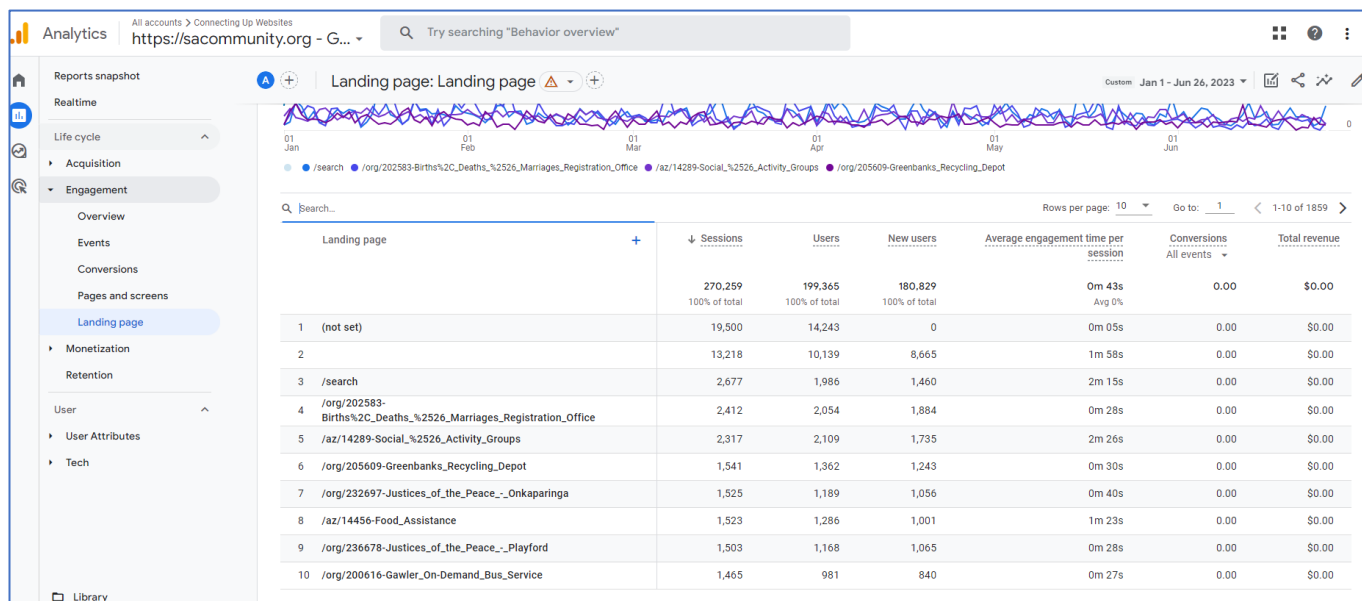 All accounts > Connecting Up Websites
Analytics
https://sacommunity.org - G...
Try searching "Behavior overview"
Reports snapshot
Realtime
Life cycle
Acquisition
Engagement
Overview
Events
Conversions
Pages and screens
Landing page
Monetization
Retention
User
User Attributes
Tech
Library
A
Landing page: Landing page
Custom Jan 1 - Jun 26, 2023
0
01 01 01 01 01 01
Jan Feb Mar Apr May Jun
/search /org/202583-Births%2C_Deaths_%2526_Marriages_Registration_Office /az/14289-Social_%2526_Activity_Groups /org/205609-Greenbanks_Recycling_Depot
Search...
Rows per page: 10 Go to: 1 1-10 of 1859
Landing page + Sessions Users New users Average engagement time per session Conversions Total revenue
All events
270,259 199,365 180,829 0m 43s 0.00 $0.00
100% of total 100% of total 100% of total Avg 0%
1 (not set) 19,500 14,243 0 0m 05s 0.00 $0.00
2 13,218 10,139 8,665 1m 58s 0.00 $0.00
3 /search 2,677 1,986 1,460 2m 15s 0.00 $0.00
4 /org/202583-
Births%2C_Deaths_%2526_Marriages_Registration_Office 2,412 2,054 1,884 0m 28s 0.00 $0.00
5 /az/14289-Social_%2526_Activity_Groups 2,317 2,109 1,735 2m 26s 0.00 $0.00
6 /org/205609-Greenbanks_Recycling_Depot 1,541 1,362 1,243 0m 30s 0.00 $0.00
7 /org/232697-Justices_of_the_Peace_-_Onkaparinga 1,525 1,189 1,056 0m 40s 0.00 $0.00
8 /az/14456-Food_Assistance 1,523 1,286 1,001 1m 23s 0.00 $0.00
9 /org/236678-Justices_of_the_Peace_-_Playford 1,503 1,168 1,065 0m 28s 0.00 $0.00
10 /org/200616-Gawler_On-Demand_Bus_Service 1,465 981 840 0m 27s 0.00 $0.00